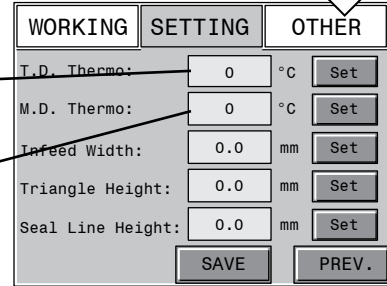 WORKING SETTING OTHER
T.D. Thermo: 0 °C Set
M.D. Thermo: 0 °C Set
Infeed Width: 0.0 mm Set
Triangle Height: 0.0 mm Set
Seal Line Height: 0.0 mm Set
SAVE PREV.